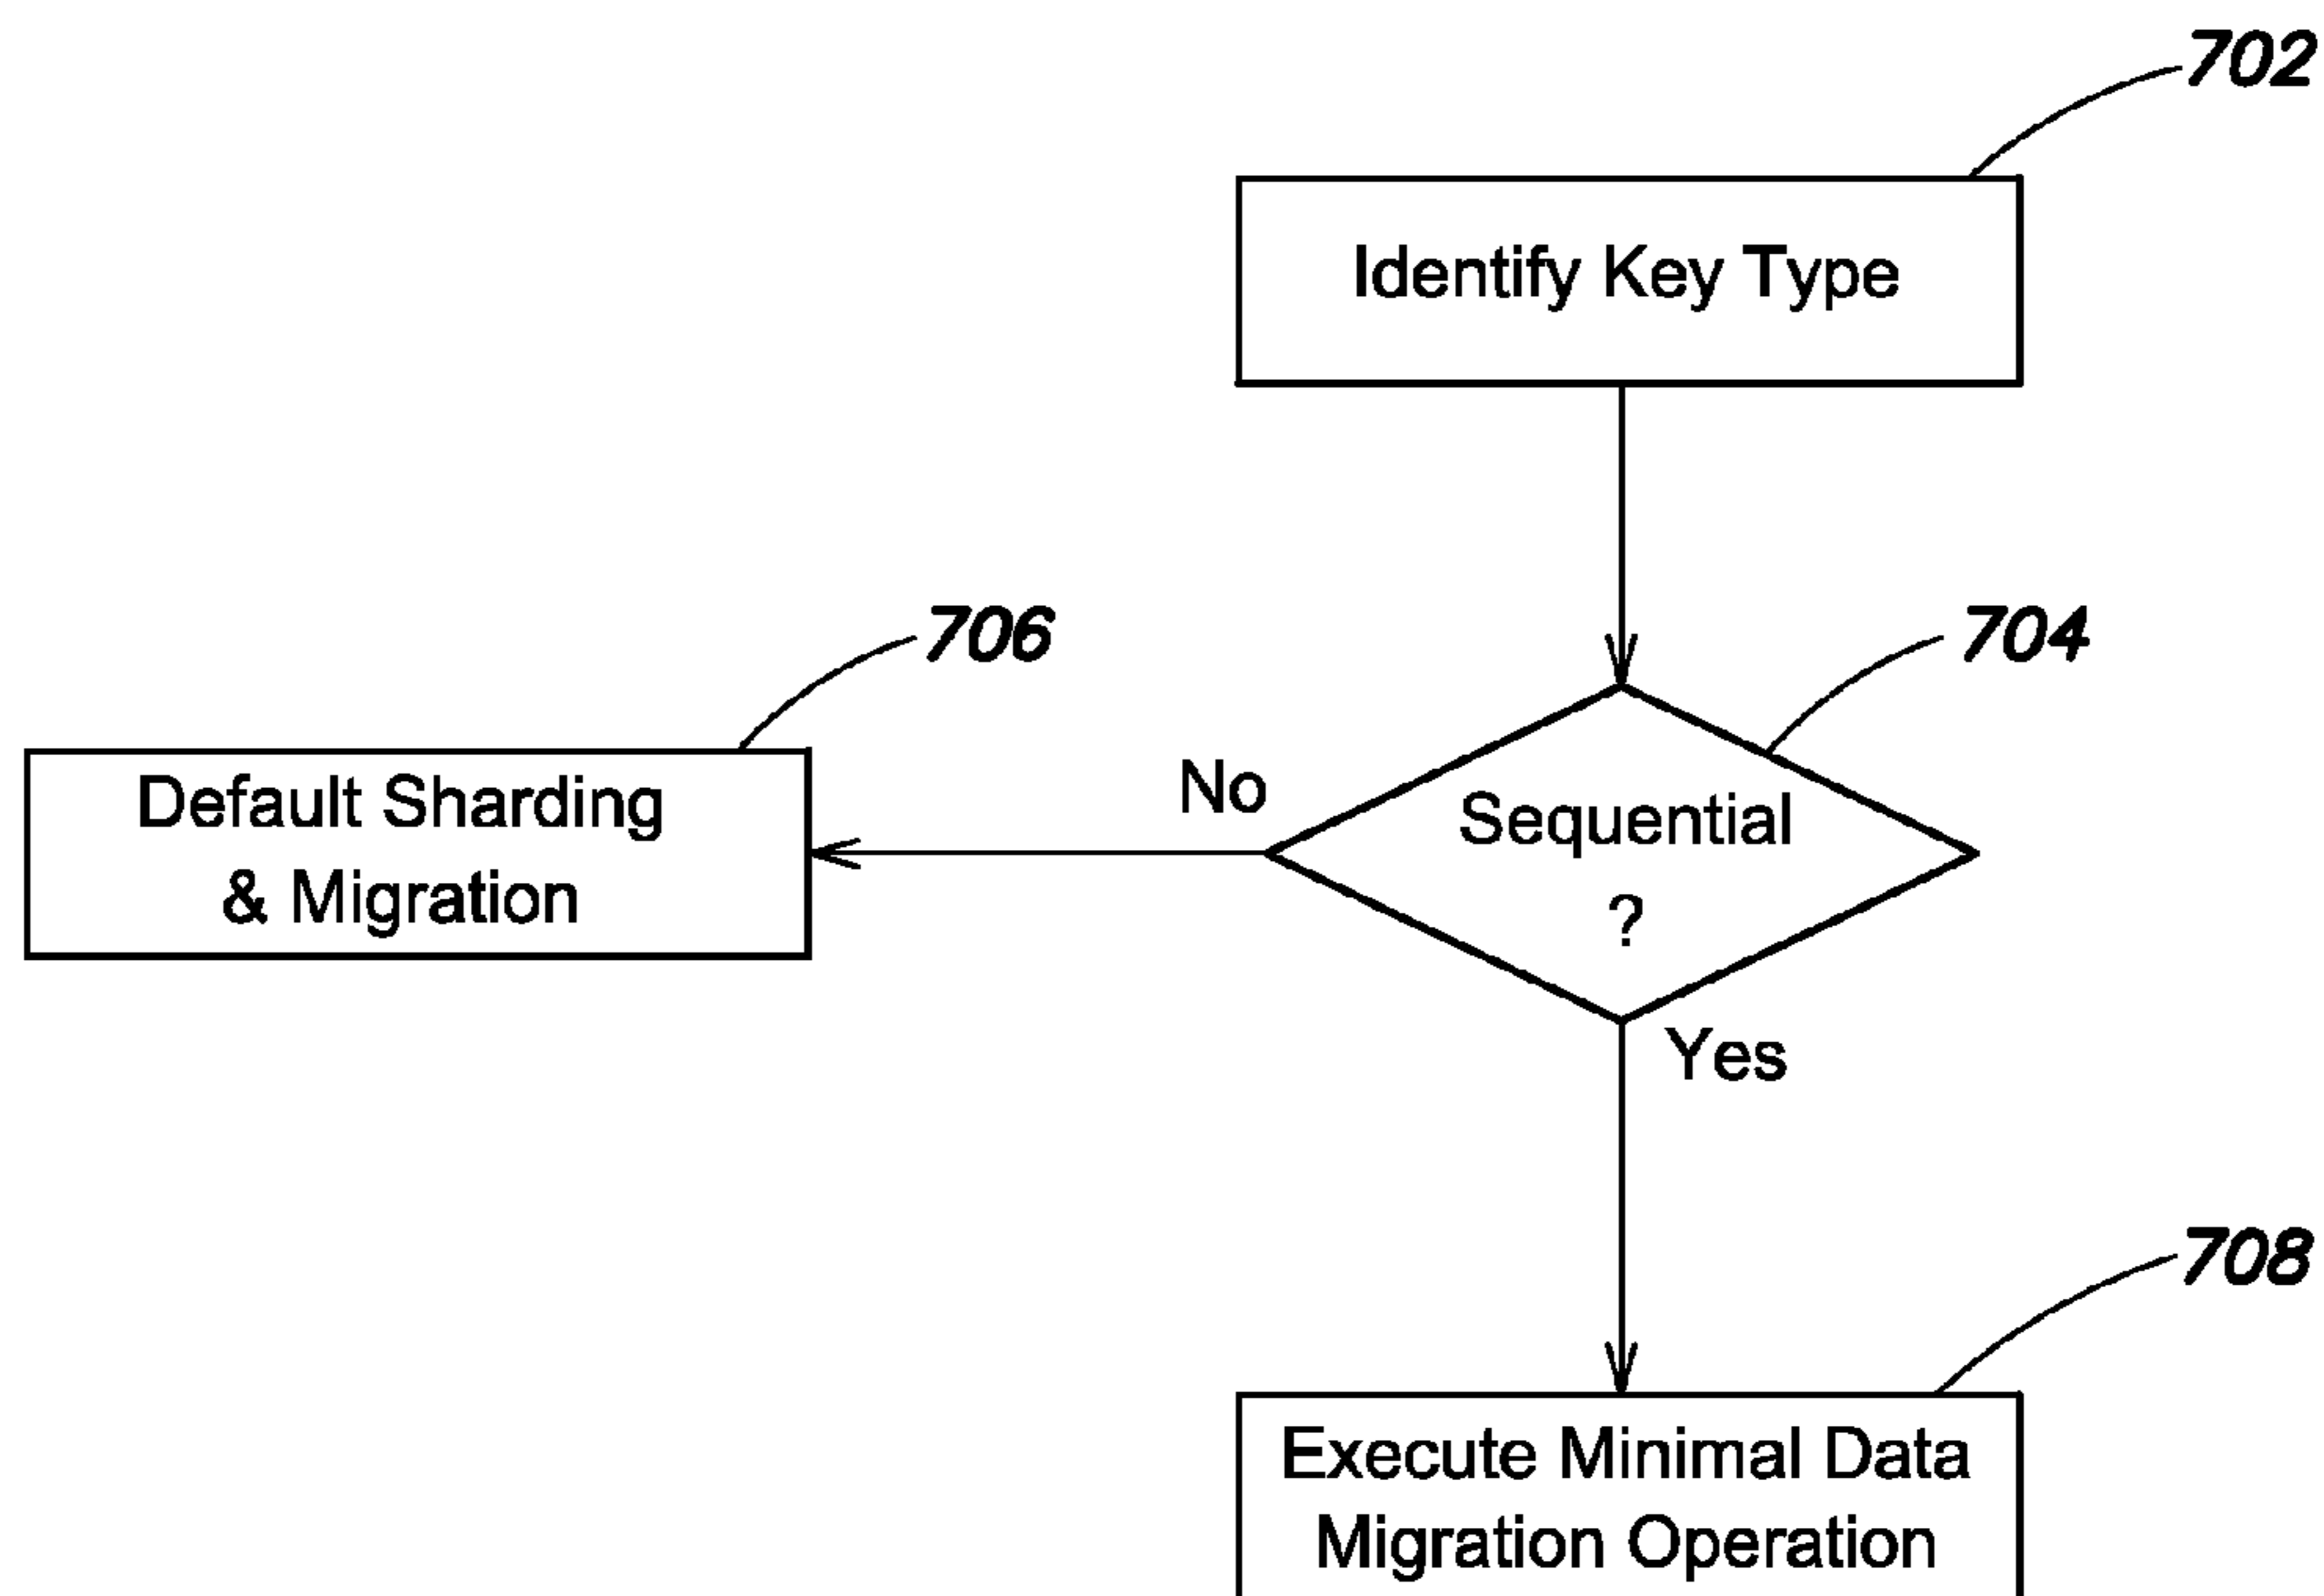 702
Identify Key Type
706
704
Default Sharding
& Migration
No
Sequential
?
Yes
708
Execute Minimal Data
Migration Operation